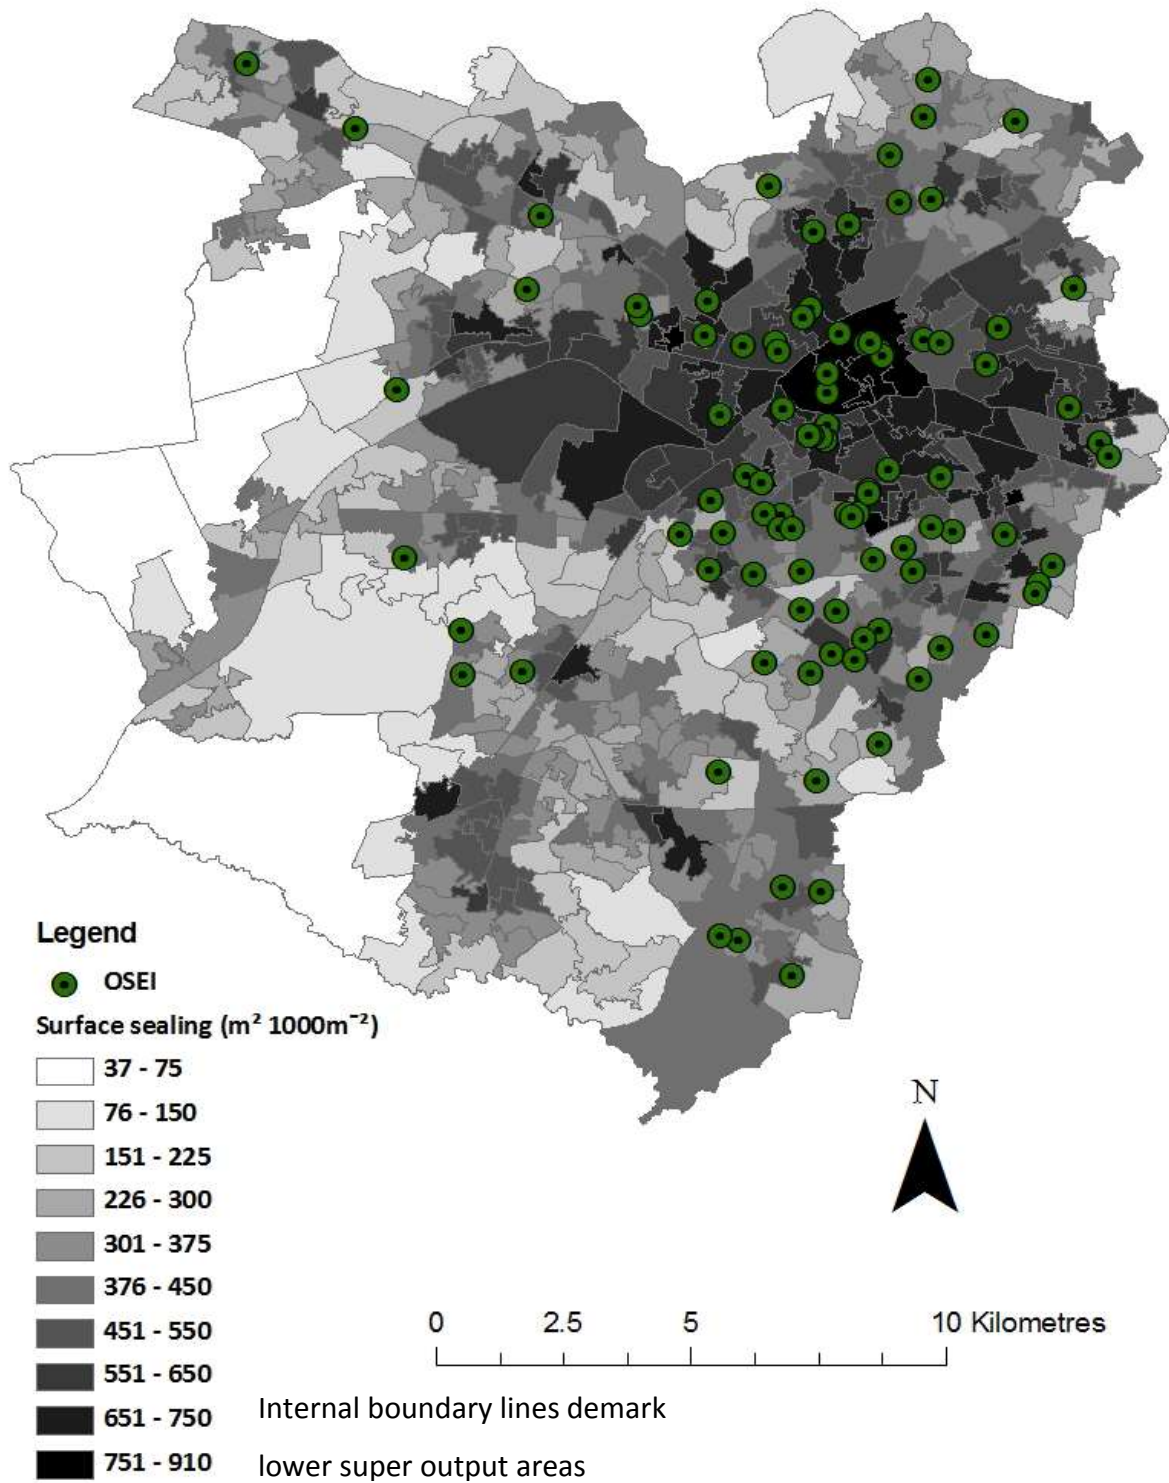 Legend
OSEI
Surface sealing (m² 1000m⁻²)
37 - 75
76 - 150
151 - 225
226 - 300
301 - 375
376 - 450
451 - 550
551 - 650
651 - 750
751 - 910
N
0 2.5 5 10 Kilometres
Internal boundary lines demark
lower super output areas